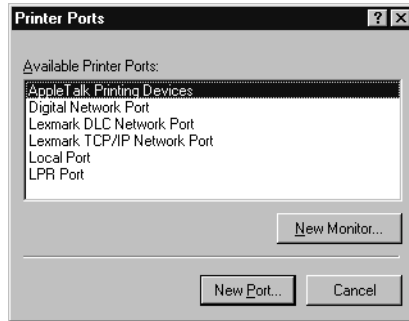 Printer Ports
Available Printer Ports:
AppleTalk Printing Devices
Digital Network Port
Lexmark DLC Network Port
Lexmark TCP/IP Network Port
Local Port
LPR Port
New Monitor...
New Port... Cancel